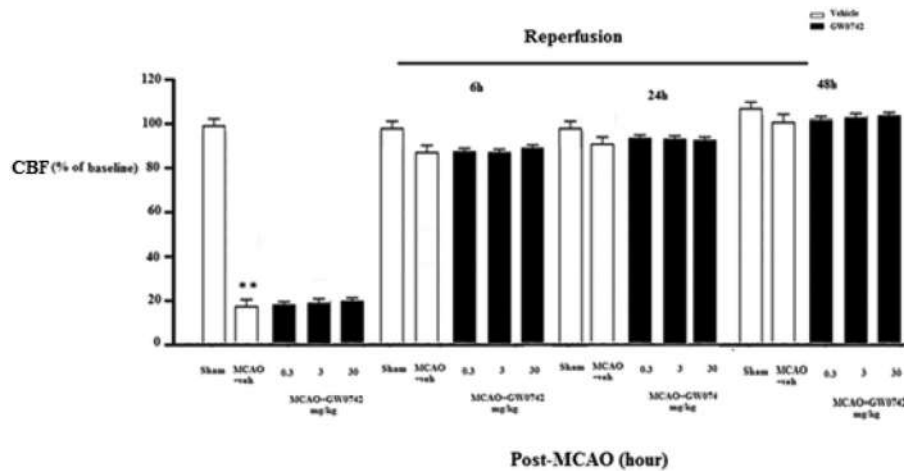 Vehicle
GW0742
Reperfusion
6h
24h
48h
120
100
80
60
40
20
0
CBF (% of baseline)
**
Sham MCAO +veh 0.3 3 30
MCAO+GW0742
mg/kg
Sham MCAO +veh 0.3 3 30
MCAO+GW0742
mg/kg
Sham MCAO +veh 0.3 3 30
MCAO+GW074
mg/kg
Sham MCAO +veh 0.3 3 30
MCAO+GW0742
mg/kg
Post-MCAO (hour)